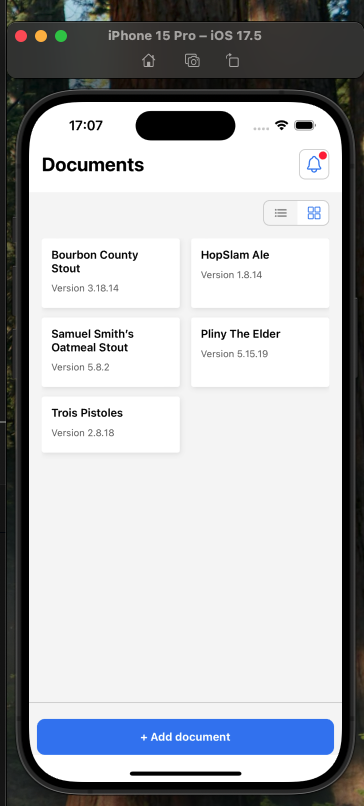 iPhone 15 Pro – iOS 17.5
17:07
Documents
Bourbon County
Stout
Version 3.18.14
HopSlam Ale
Version 1.8.14
Samuel Smith's
Oatmeal Stout
Version 5.8.2
Pliny The Elder
Version 5.15.19
Trois Pistoles
Version 2.8.18
+ Add document